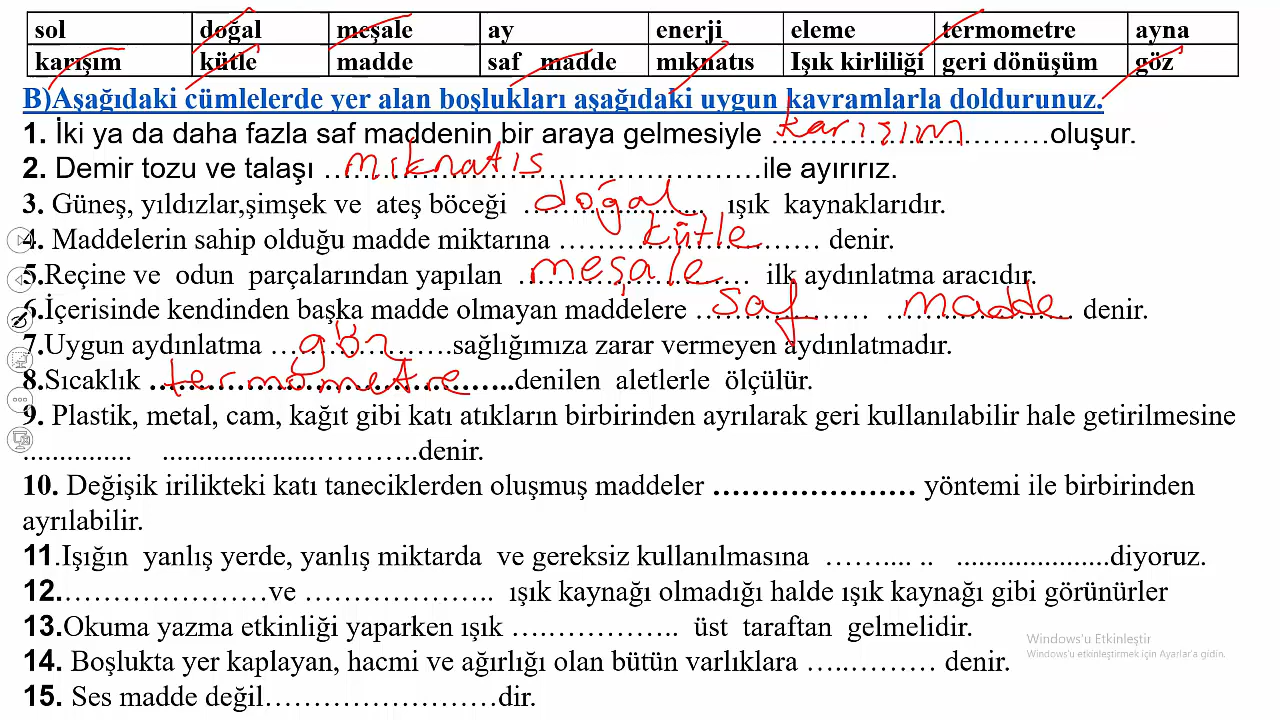 sol doğal meşale ay enerji eleme termometre ayna
karışım kütle madde saf madde mıknatıs Işık kirliliği geri dönüşüm göz
B)Aşağıdaki cümlelerde yer alan boşlukları aşağıdaki uygun kavramlarla doldurunuz.
1. İki ya da daha fazla saf maddenin bir araya gelmesiyle karışım………oluşur.
2. Demir tozu ve talaşı …mıknatıs……………………ile ayırırız.
3. Güneş, yıldızlar,şimşek ve ateş böceği ……doğal.. ışık kaynaklarıdır.
4. Maddelerin sahip olduğu madde miktarına ………kütle…… denir.
5.Reçine ve odun parçalarından yapılan …meşale… ilk aydınlatma aracıdır.
6.İçerisinde kendinden başka madde olmayan maddelere …saf…… …madde denir.
7.Uygun aydınlatma ….göz…….sağlığımıza zarar vermeyen aydınlatmadır.
8.Sıcaklık …termometre…..denilen aletlerle ölçülür.
9. Plastik, metal, cam, kağıt gibi katı atıkların birbirinden ayrılarak geri kullanılabilir hale getirilmesine
.............. ....................………..denir.
10. Değişik irilikteki katı taneciklerden oluşmuş maddeler ………………… yöntemi ile birbirinden
ayrılabilir.
11.Işığın yanlış yerde, yanlış miktarda ve gereksiz kullanılmasına …….... .. .....................diyoruz.
12.…………………ve ……………….. ışık kaynağı olmadığı halde ışık kaynağı gibi görünürler
13.Okuma yazma etkinliği yaparken ışık ….………….. üst taraftan gelmelidir.
Windows'u Etkinleştir
Windows'u etkinleştirmek için Ayarlar'a gidin.
14. Boşlukta yer kaplayan, hacmi ve ağırlığı olan bütün varlıklara …..……… denir.
15. Ses madde değil……………………dir.